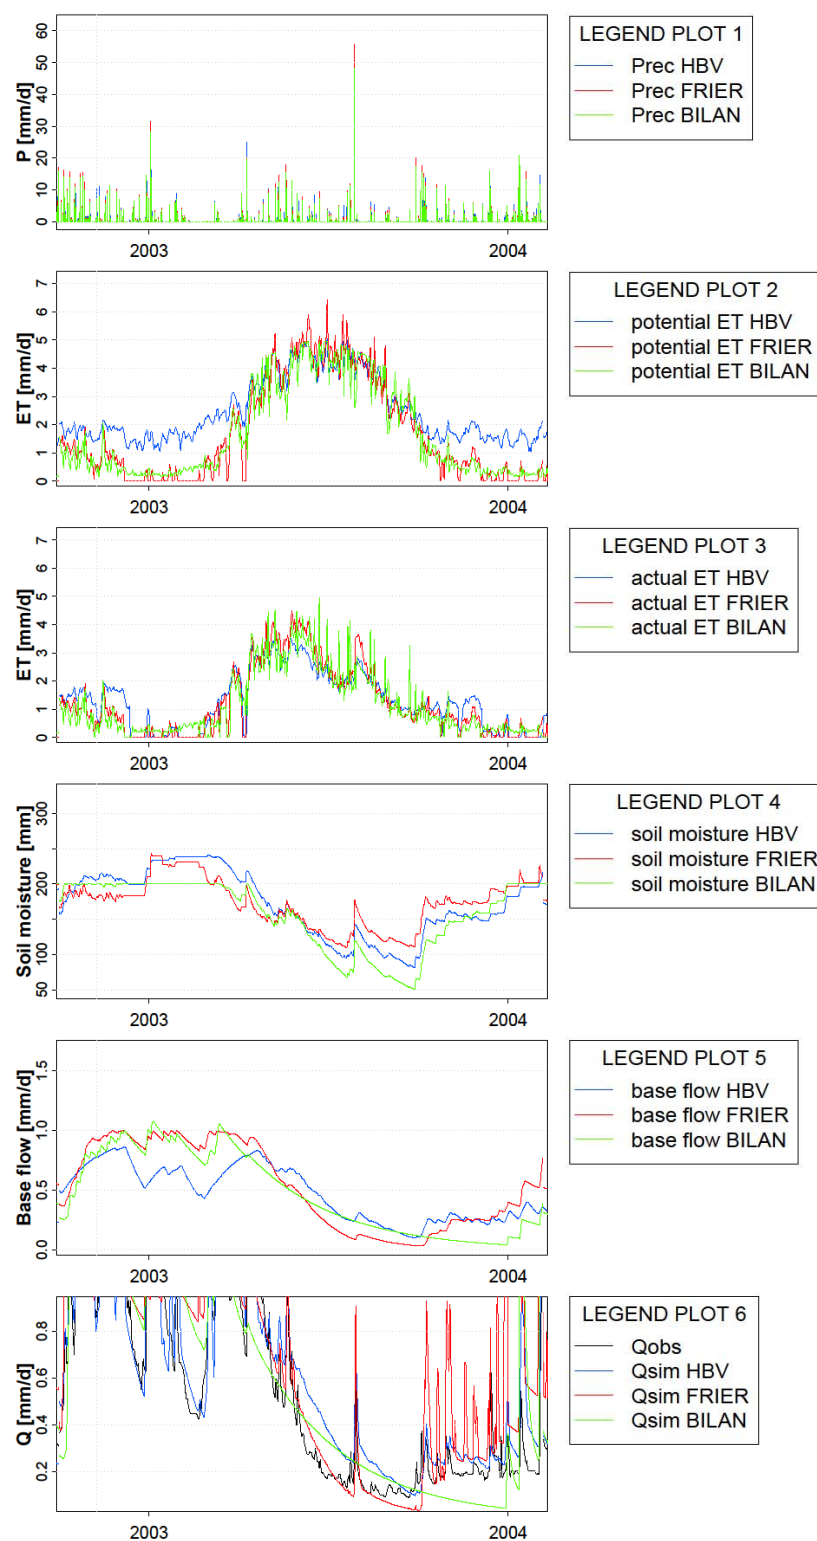 P [mm/d]
60
50
40
30
20
10
0
2003
2004
LEGEND PLOT 1
Prec HBV
Prec FRIER
Prec BILAN
ET [mm/d]
7
6
5
4
3
2
1
0
2003
2004
LEGEND PLOT 2
potential ET HBV
potential ET FRIER
potential ET BILAN
ET [mm/d]
7
6
5
4
3
2
1
0
2003
2004
LEGEND PLOT 3
actual ET HBV
actual ET FRIER
actual ET BILAN
Soil moisture [mm]
300
200
100
50
2003
2004
LEGEND PLOT 4
soil moisture HBV
soil moisture FRIER
soil moisture BILAN
Base flow [mm/d]
1.5
1.0
0.5
0.0
2003
2004
LEGEND PLOT 5
base flow HBV
base flow FRIER
base flow BILAN
Q [mm/d]
0.8
0.6
0.4
0.2
2003
2004
LEGEND PLOT 6
Qobs
Qsim HBV
Qsim FRIER
Qsim BILAN